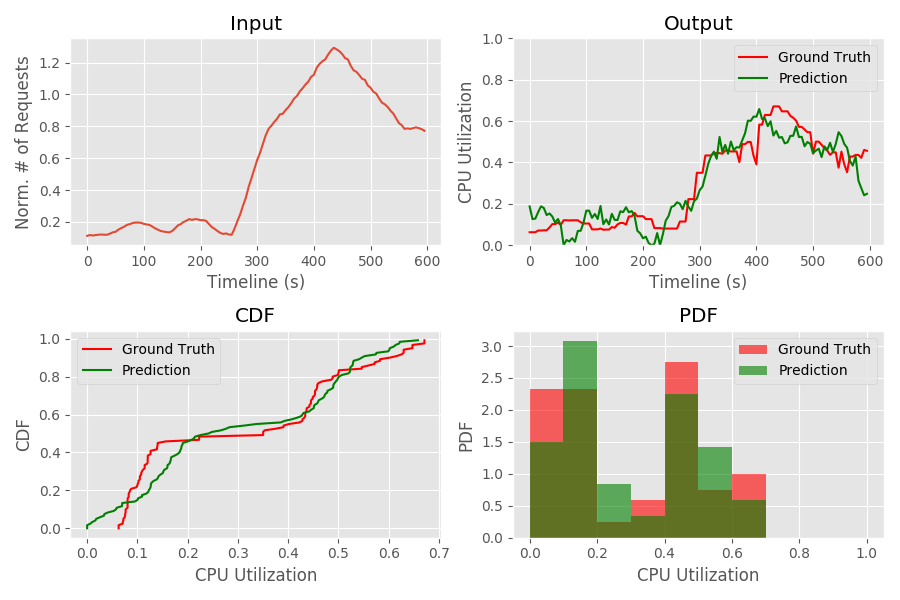 Input
Norm. # of Requests
1.2
1.0
0.8
0.6
0.4
0.2
0 100 200 300 400 500 600
Timeline (s)
Output
CPU Utilization
1.0
0.8
0.6
0.4
0.2
0.0
Ground Truth
Prediction
0 100 200 300 400 500 600
Timeline (s)
CDF
CDF
1.0
0.8
0.6
0.4
0.2
0.0
Ground Truth
Prediction
0.0 0.1 0.2 0.3 0.4 0.5 0.6 0.7
CPU Utilization
PDF
PDF
3.0
2.5
2.0
1.5
1.0
0.5
0.0
Ground Truth
Prediction
0.0 0.2 0.4 0.6 0.8 1.0
CPU Utilization